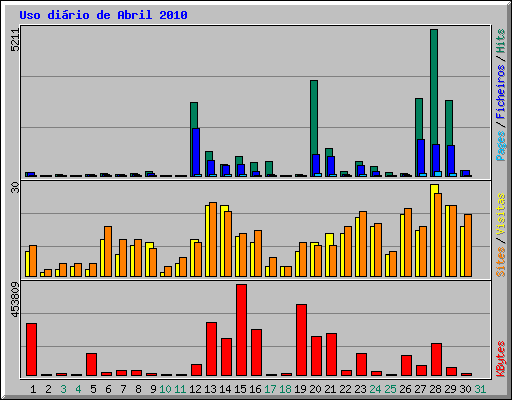 Uso diário de Abril 2010
5211
30
453809
Pages / Ficheiros / Hits
Sites / Visitas
KBytes
1 2 3 4 5 6 7 8 9 10 11 12 13 14 15 16 17 18 19 20 21 22 23 24 25 26 27 28 29 30 31